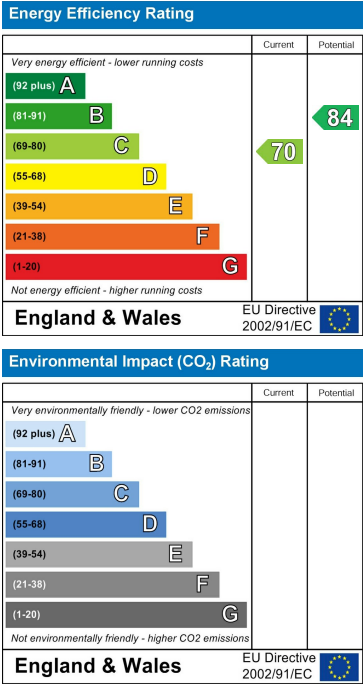 Energy Efficiency Rating
Current Potential
Very energy efficient - lower running costs
(92 plus) A
(81-91) B
(69-80) C
(55-68) D
(39-54) E
(21-38) F
(1-20) G
70
84
Not energy efficient - higher running costs
England & Wales
EU Directive
2002/91/EC
Environmental Impact (CO₂) Rating
Current Potential
Very environmentally friendly - lower CO2 emissions
(92 plus) A
(81-91) B
(69-80) C
(55-68) D
(39-54) E
(21-38) F
(1-20) G
Not environmentally friendly - higher CO2 emissions
England & Wales
EU Directive
2002/91/EC